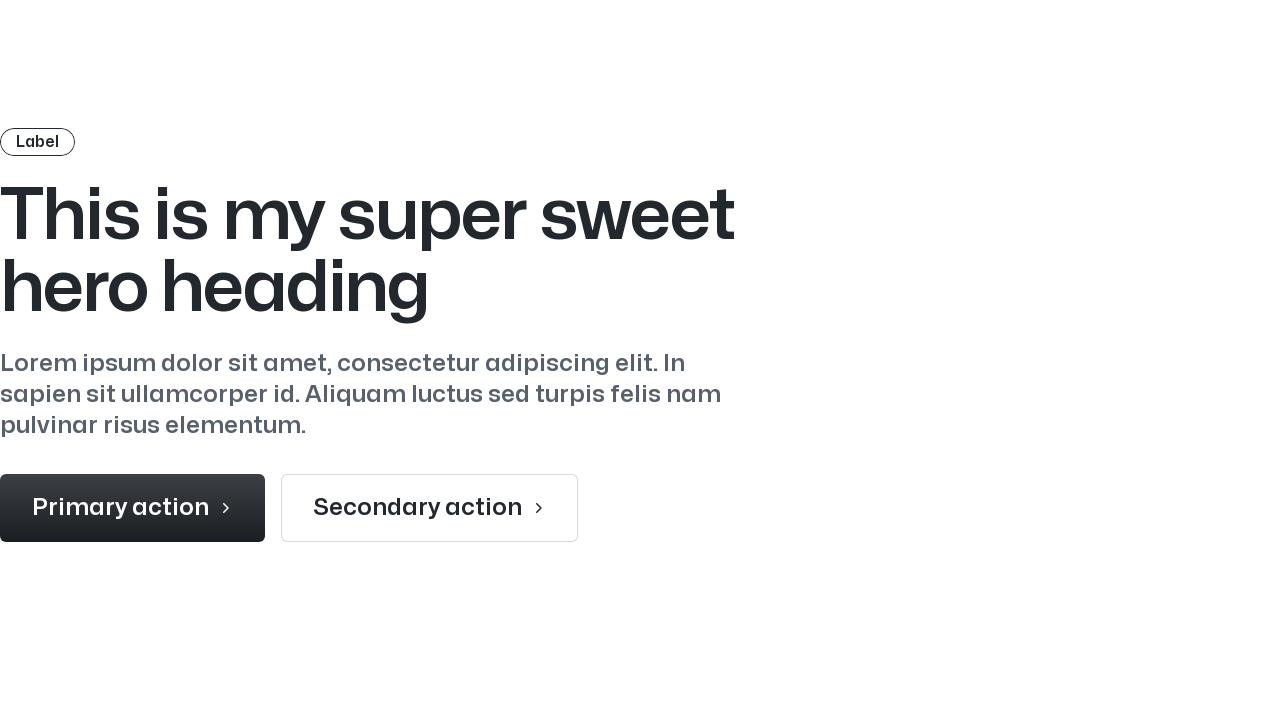 Label
This is my super sweet
hero heading
Lorem ipsum dolor sit amet, consectetur adipiscing elit. In
sapien sit ullamcorper id. Aliquam luctus sed turpis felis nam
pulvinar risus elementum.
Primary action
Secondary action